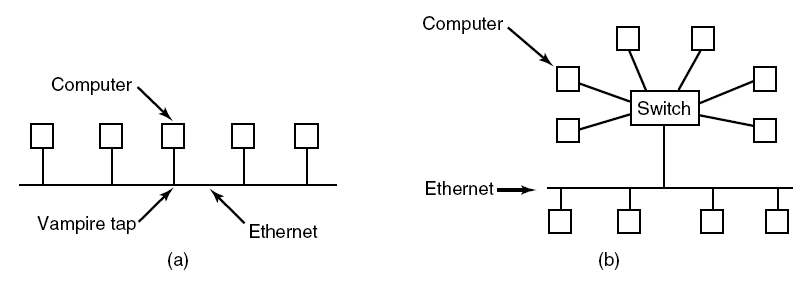 Computer
Vampire tap
Ethernet
(a)
Computer
Switch
Ethernet
(b)